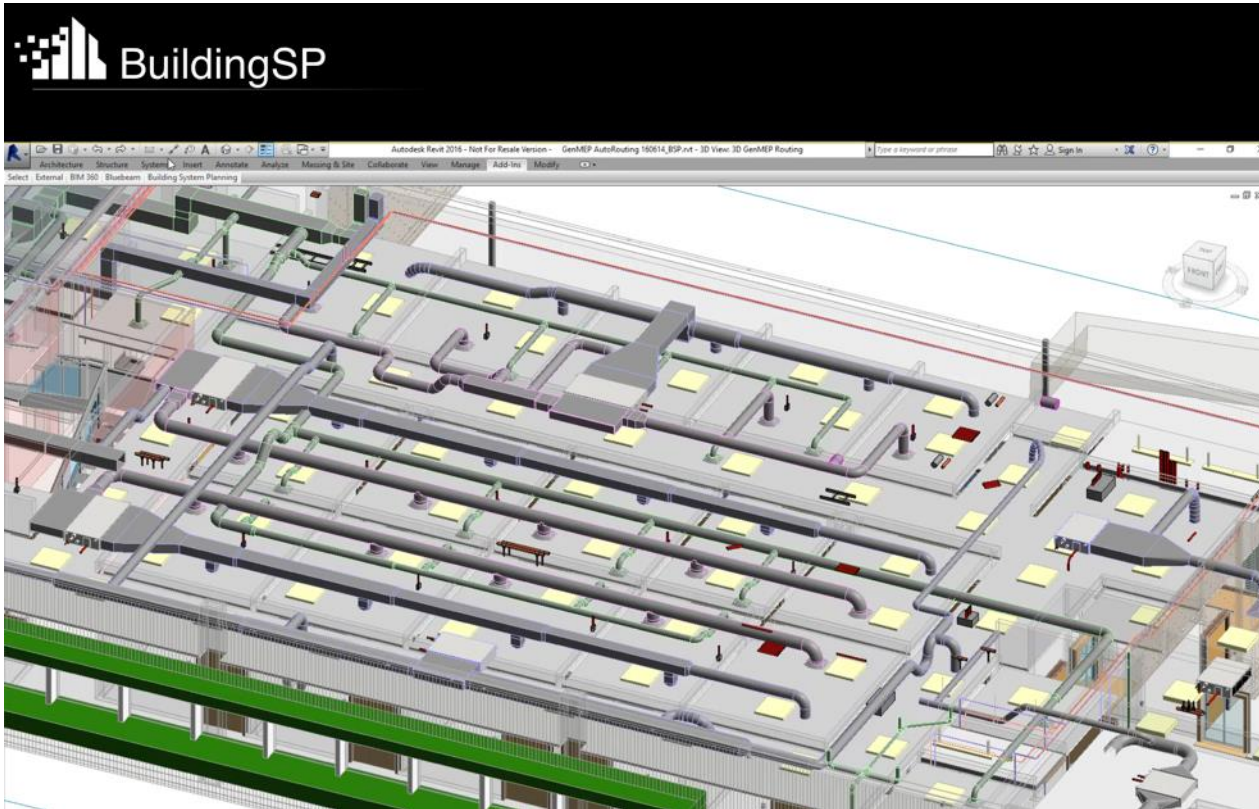 BuildingSP
Autodesk Revit 2016 - Not For Resale Version - GenMEP AutoRouting 160614_BSP.rvt - 3D View: 3D GenMEP Routing
Type a keyword or phrase
Sign In
Architecture Structure Systems Insert Annotate Analyze Massing & Site Collaborate View Manage Add-Ins Modify
Select External BIM 360 Bluebeam Building System Planning
FRONT